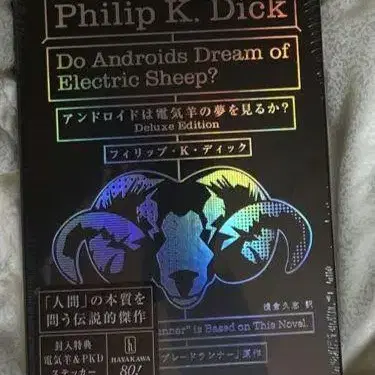 Philip K. Dick
Do Androids Dream of
Electric Sheep?
アンドロイドは電気羊の夢を見るか?
Deluxe Edition
フィリップ・K・ディック
浅倉久志 訳
「人間」の本質を
問う伝説的傑作
封入特典
電気羊&PKD
ステッカー
h
HAYAKAWA
80!
nner" is Based on This Novel.
ブレードランナー」原作